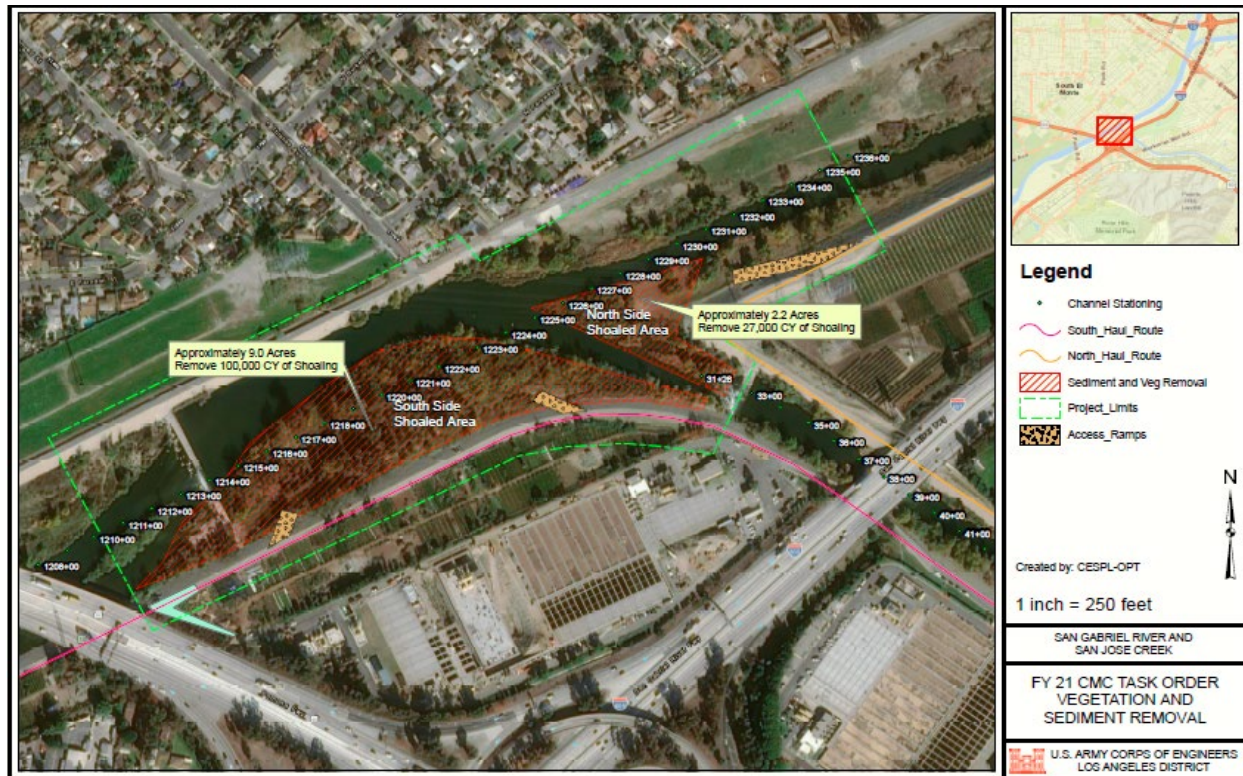 Approximately 9.0 Acres
Remove 100,000 CY of Shoaling
Approximately 2.2 Acres
Remove 27,000 CY of Shoaling
North Side
Shoaled Area
South Side
Shoaled Area
1236+00
1235+00
1234+00
1233+00
1232+00
1231+00
1230+00
1229+00
1228+00
1227+00
1226+00
1225+00
1224+00
1223+00
1222+00
1221+00
1220+00
1218+00
1217+00
1216+00
1215+00
1214+00
1213+00
1212+00
1211+00
1210+00
1208+00
31+26
33+00
35+00
36+00
37+00
38+00
39+00
40+00
41+00
South El
Monte
Legend
Channel Stationing
South_Haul_Route
North_Haul_Route
Sediment and Veg Removal
Project_Limits
Access_Ramps
N
Created by: CESPL-OPT
1 inch = 250 feet
SAN GABRIEL RIVER AND
SAN JOSE CREEK
FY 21 CMC TASK ORDER
VEGETATION AND
SEDIMENT REMOVAL
U.S. ARMY CORPS OF ENGINEERS
LOS ANGELES DISTRICT